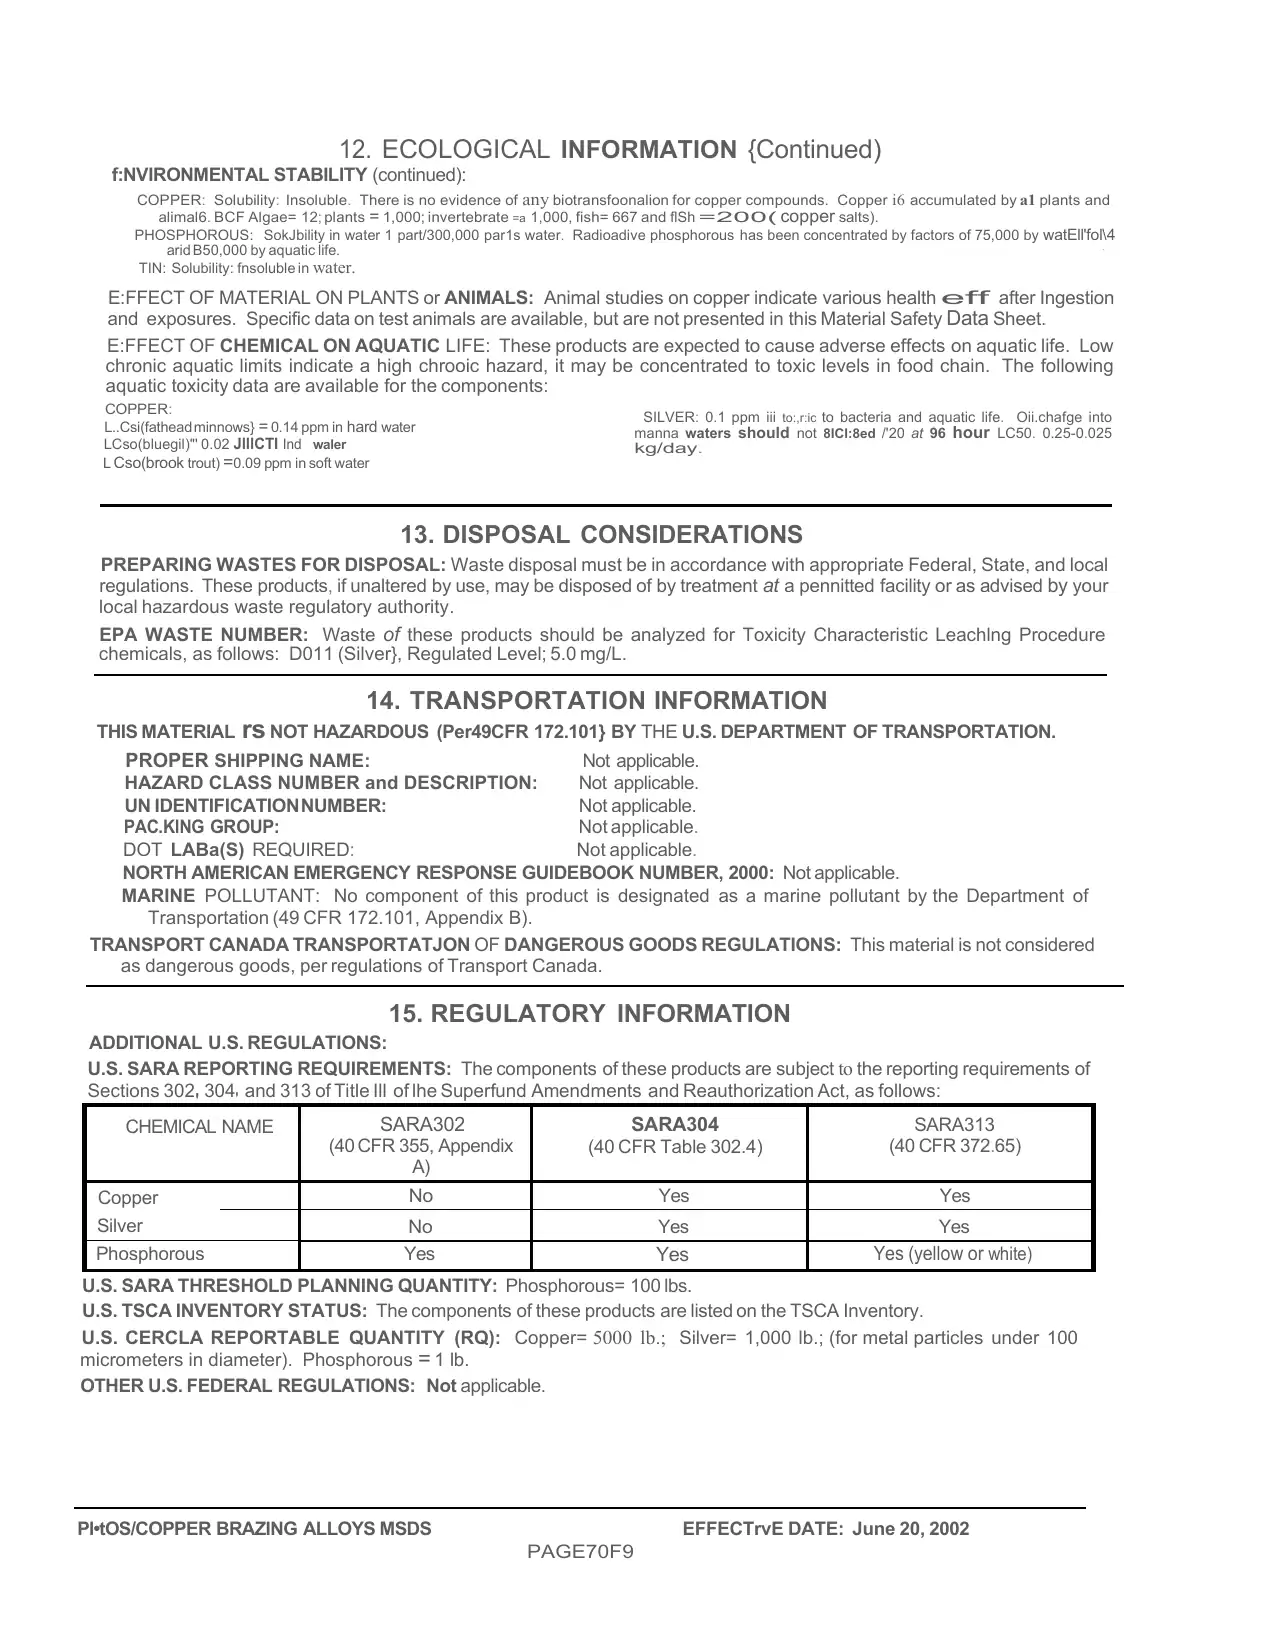 12. ECOLOGICAL INFORMATION {Continued)
f:NVIRONMENTAL STABILITY (continued):
COPPER: Solubility: Insoluble. There is no evidence of any biotransfoonalion for copper compounds. Copper i6 accumulated by a1 plants and
alimal6. BCF Algae= 12; plants = 1,000; invertebrate =a 1,000, fish= 667 and flSh =200( copper salts).
PHOSPHOROUS: SokJbility in water 1 part/300,000 par1s water. Radioadive phosphorous has been concentrated by factors of 75,000 by watEll'fol\4
arid B50,000 by aquatic life.
TIN: Solubility: fnsoluble in water.
E:FFECT OF MATERIAL ON PLANTS or ANIMALS: Animal studies on copper indicate various health eff after Ingestion
and exposures. Specific data on test animals are available, but are not presented in this Material Safety Data Sheet.
E:FFECT OF CHEMICAL ON AQUATIC LIFE: These products are expected to cause adverse effects on aquatic life. Low
chronic aquatic limits indicate a high chrooic hazard, it may be concentrated to toxic levels in food chain. The following
aquatic toxicity data are available for the components:
COPPER:
L..Csi(fathead minnows} = 0.14 ppm in hard water
LCso(bluegil)"' 0.02 JIIICTI Ind waler
L Cso(brook trout) =0.09 ppm in soft water
SILVER: 0.1 ppm iii to:,r:ic to bacteria and aquatic life. Oii.chafge into
manna waters should not 8ICI:8ed /'20 at 96 hour LC50. 0.25-0.025
kg/day.
13. DISPOSAL CONSIDERATIONS
PREPARING WASTES FOR DISPOSAL: Waste disposal must be in accordance with appropriate Federal, State, and local
regulations. These products, if unaltered by use, may be disposed of by treatment at a pennitted facility or as advised by your
local hazardous waste regulatory authority.
EPA WASTE NUMBER: Waste of these products should be analyzed for Toxicity Characteristic Leachlng Procedure
chemicals, as follows: D011 (Silver}, Regulated Level; 5.0 mg/L.
14. TRANSPORTATION INFORMATION
THIS MATERIAL rs NOT HAZARDOUS (Per49CFR 172.101} BY THE U.S. DEPARTMENT OF TRANSPORTATION.
PROPER SHIPPING NAME: Not applicable.
HAZARD CLASS NUMBER and DESCRIPTION: Not applicable.
UN IDENTIFICATION NUMBER: Not applicable.
PAC.KING GROUP: Not applicable.
DOT LABa(S) REQUIRED: Not applicable.
NORTH AMERICAN EMERGENCY RESPONSE GUIDEBOOK NUMBER, 2000: Not applicable.
MARINE POLLUTANT: No component of this product is designated as a marine pollutant by the Department of
Transportation (49 CFR 172.101, Appendix B).
TRANSPORT CANADA TRANSPORTATJON OF DANGEROUS GOODS REGULATIONS: This material is not considered
as dangerous goods, per regulations of Transport Canada.
15. REGULATORY INFORMATION
ADDITIONAL U.S. REGULATIONS:
U.S. SARA REPORTING REQUIREMENTS: The components of these products are subject to the reporting requirements of
Sections 302, 304, and 313 of Title III of lhe Superfund Amendments and Reauthorization Act, as follows:
CHEMICAL NAME SARA302 SARA304 SARA313
(40 CFR 355, Appendix (40 CFR Table 302.4) (40 CFR 372.65)
A)
Copper No Yes Yes
Silver No Yes Yes
Phosphorous Yes Yes Yes (yellow or white)
U.S. SARA THRESHOLD PLANNING QUANTITY: Phosphorous= 100 lbs.
U.S. TSCA INVENTORY STATUS: The components of these products are listed on the TSCA Inventory.
U.S. CERCLA REPORTABLE QUANTITY (RQ): Copper= 5000 lb.; Silver= 1,000 lb.; (for metal particles under 100
micrometers in diameter). Phosphorous = 1 lb.
OTHER U.S. FEDERAL REGULATIONS: Not applicable.
PI•tOS/COPPER BRAZING ALLOYS MSDS EFFECTrvE DATE: June 20, 2002
PAGE70F9